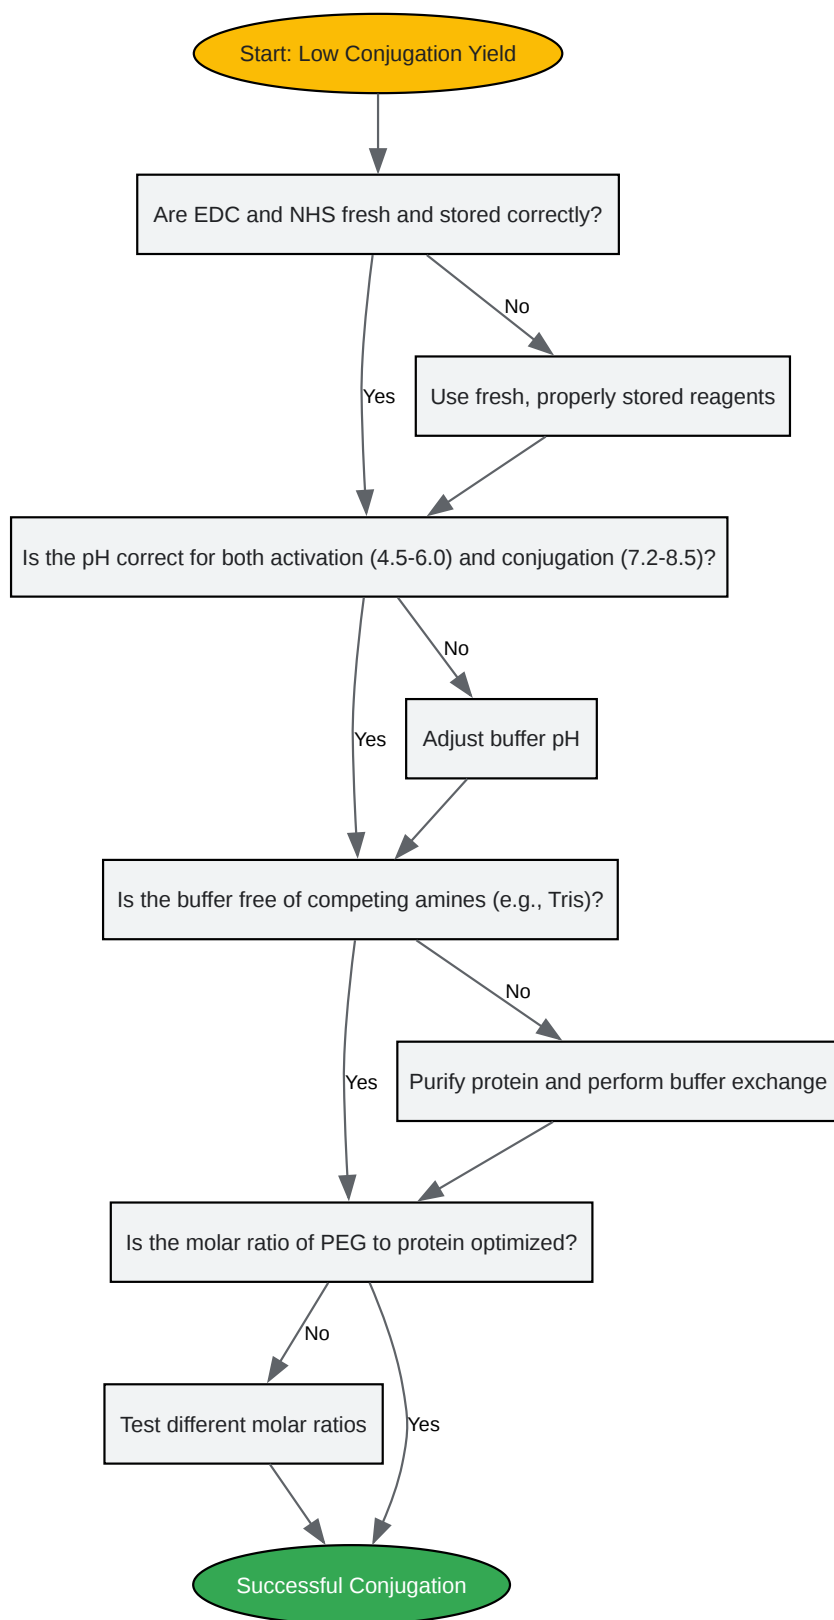 Start: Low Conjugation Yield
Are EDC and NHS fresh and stored correctly?
No
Yes
Use fresh, properly stored reagents
Is the pH correct for both activation (4.5-6.0) and conjugation (7.2-8.5)?
No
Yes
Adjust buffer pH
Is the buffer free of competing amines (e.g., Tris)?
No
Yes
Purify protein and perform buffer exchange
Is the molar ratio of PEG to protein optimized?
No
Test different molar ratios
Yes
Successful Conjugation